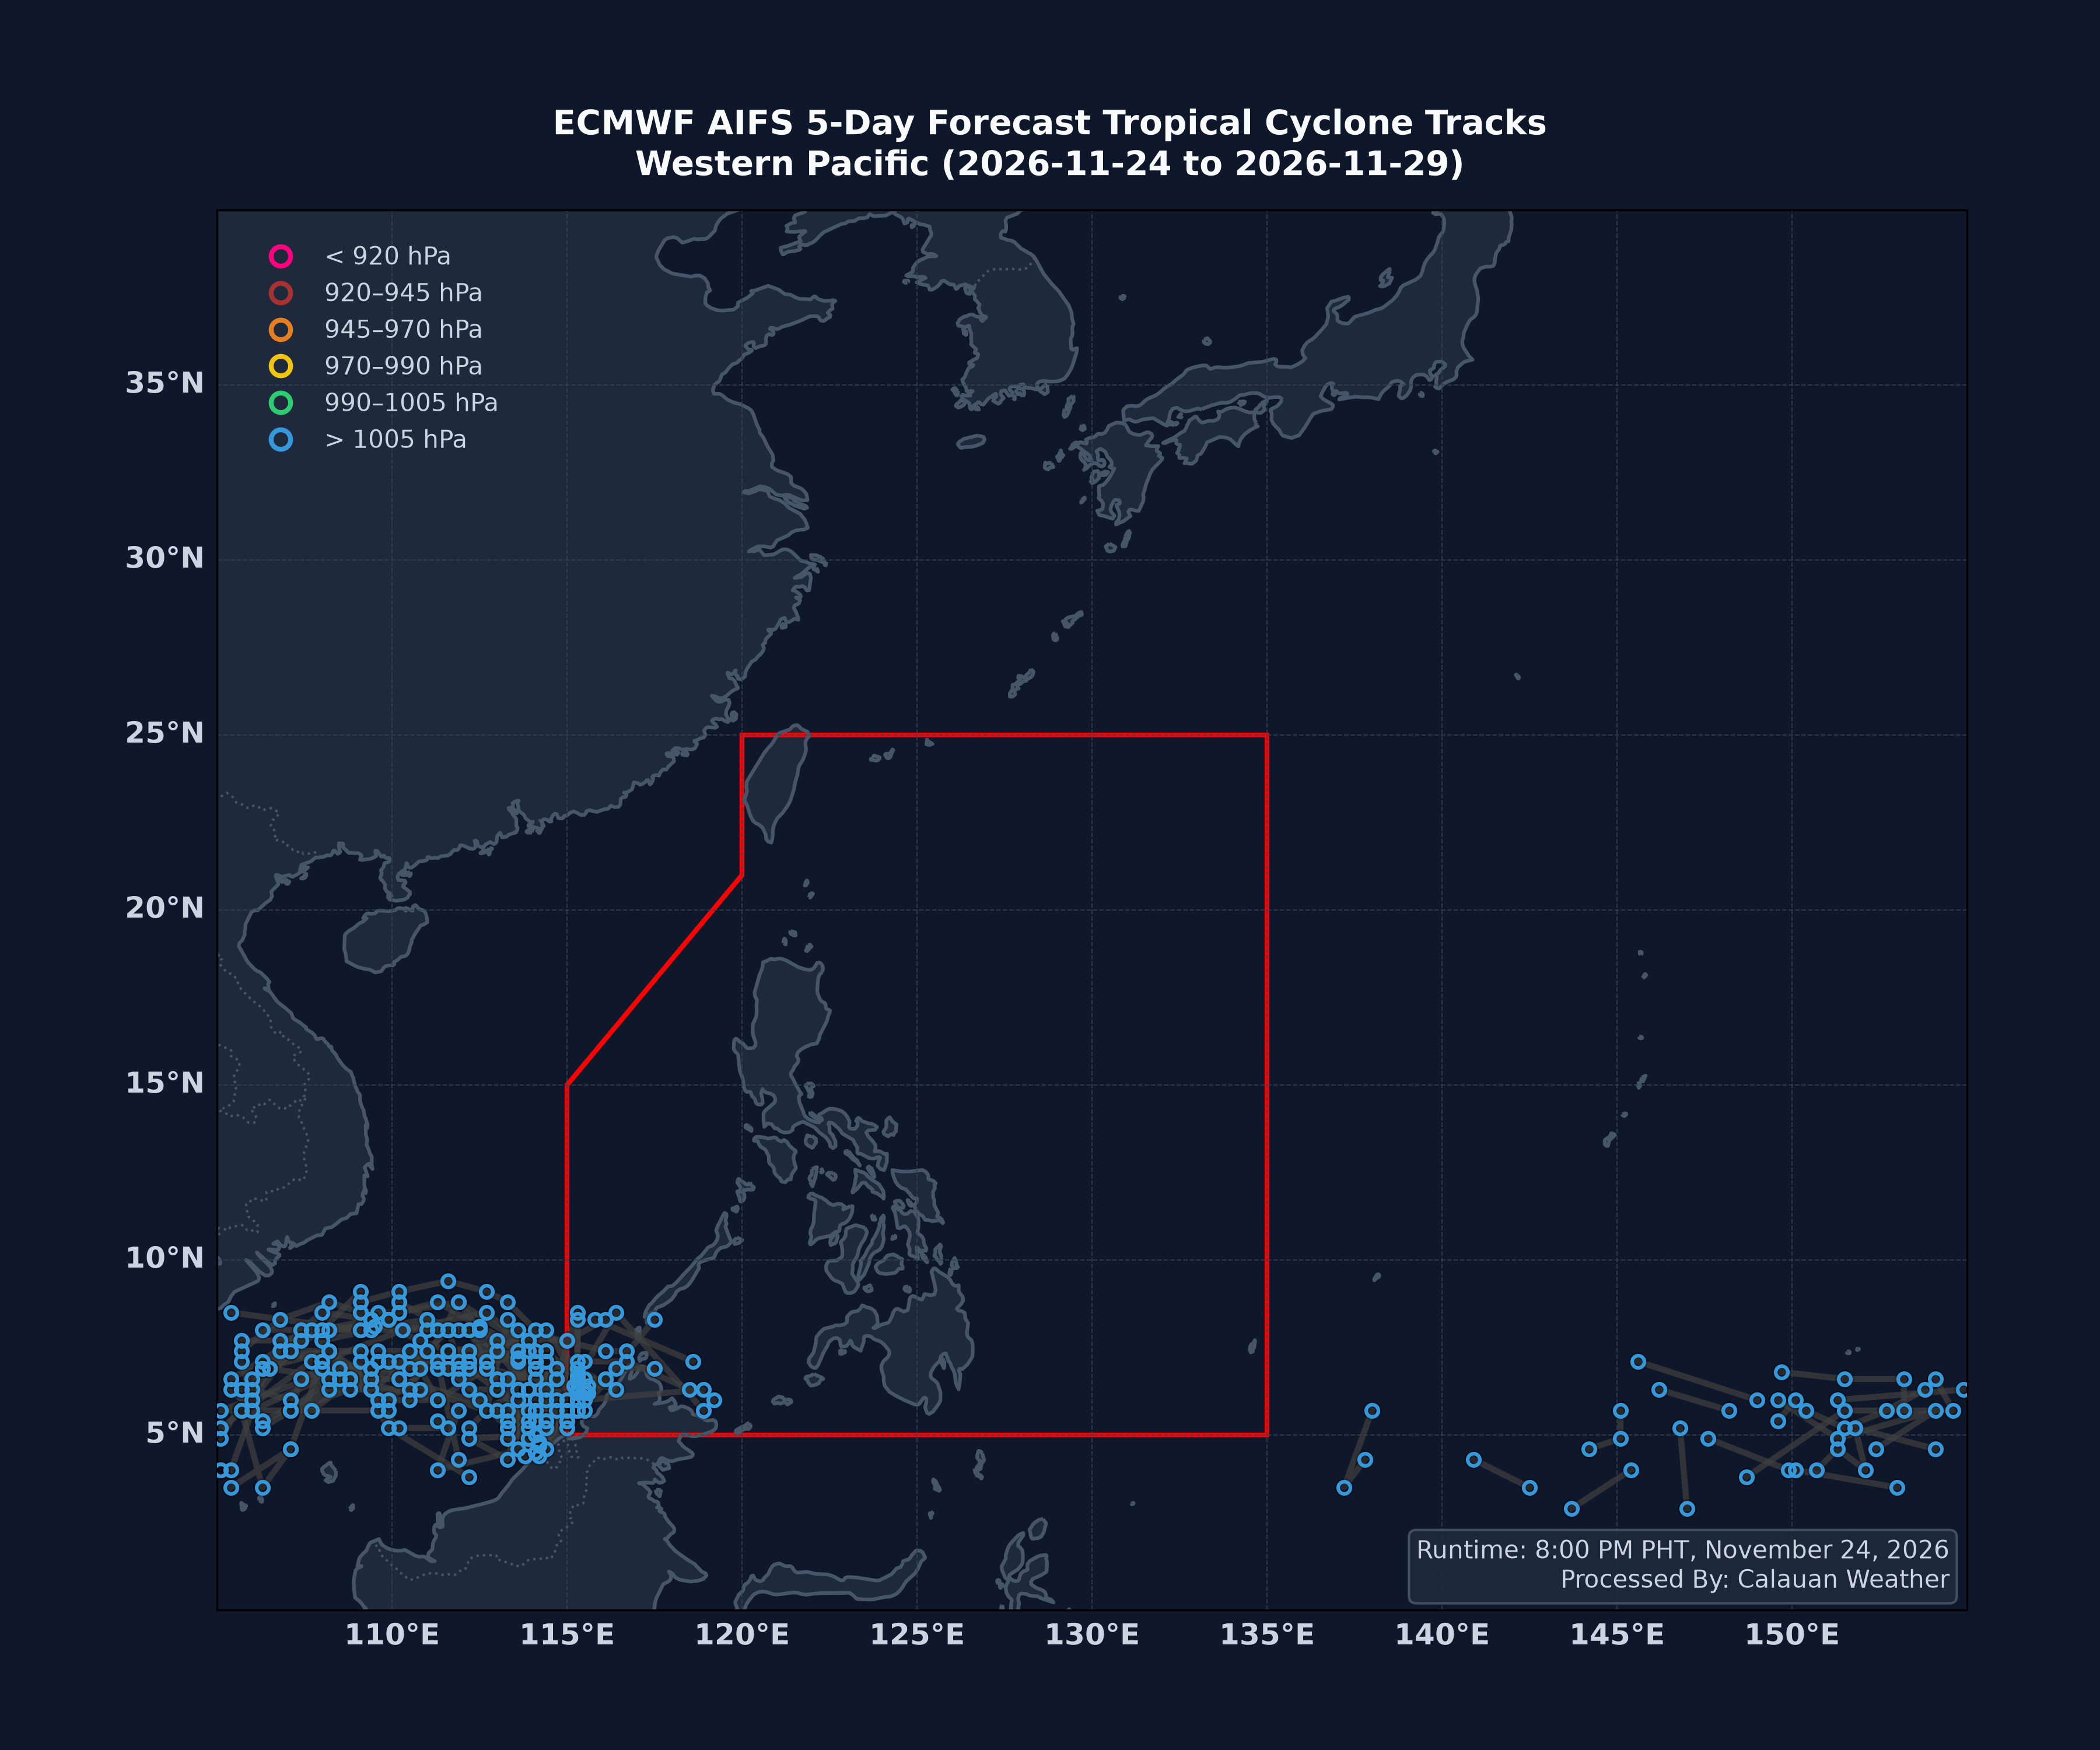 ECMWF AIFS 5-Day Forecast Tropical Cyclone Tracks
Western Pacific (2026-11-24 to 2026-11-29)
< 920 hPa
920–945 hPa
945–970 hPa
970–990 hPa
990–1005 hPa
> 1005 hPa
35°N
30°N
25°N
20°N
15°N
10°N
5°N
Runtime: 8:00 PM PHT, November 24, 2026
Processed By: Calauan Weather
110°E 115°E 120°E 125°E 130°E 135°E 140°E 145°E 150°E